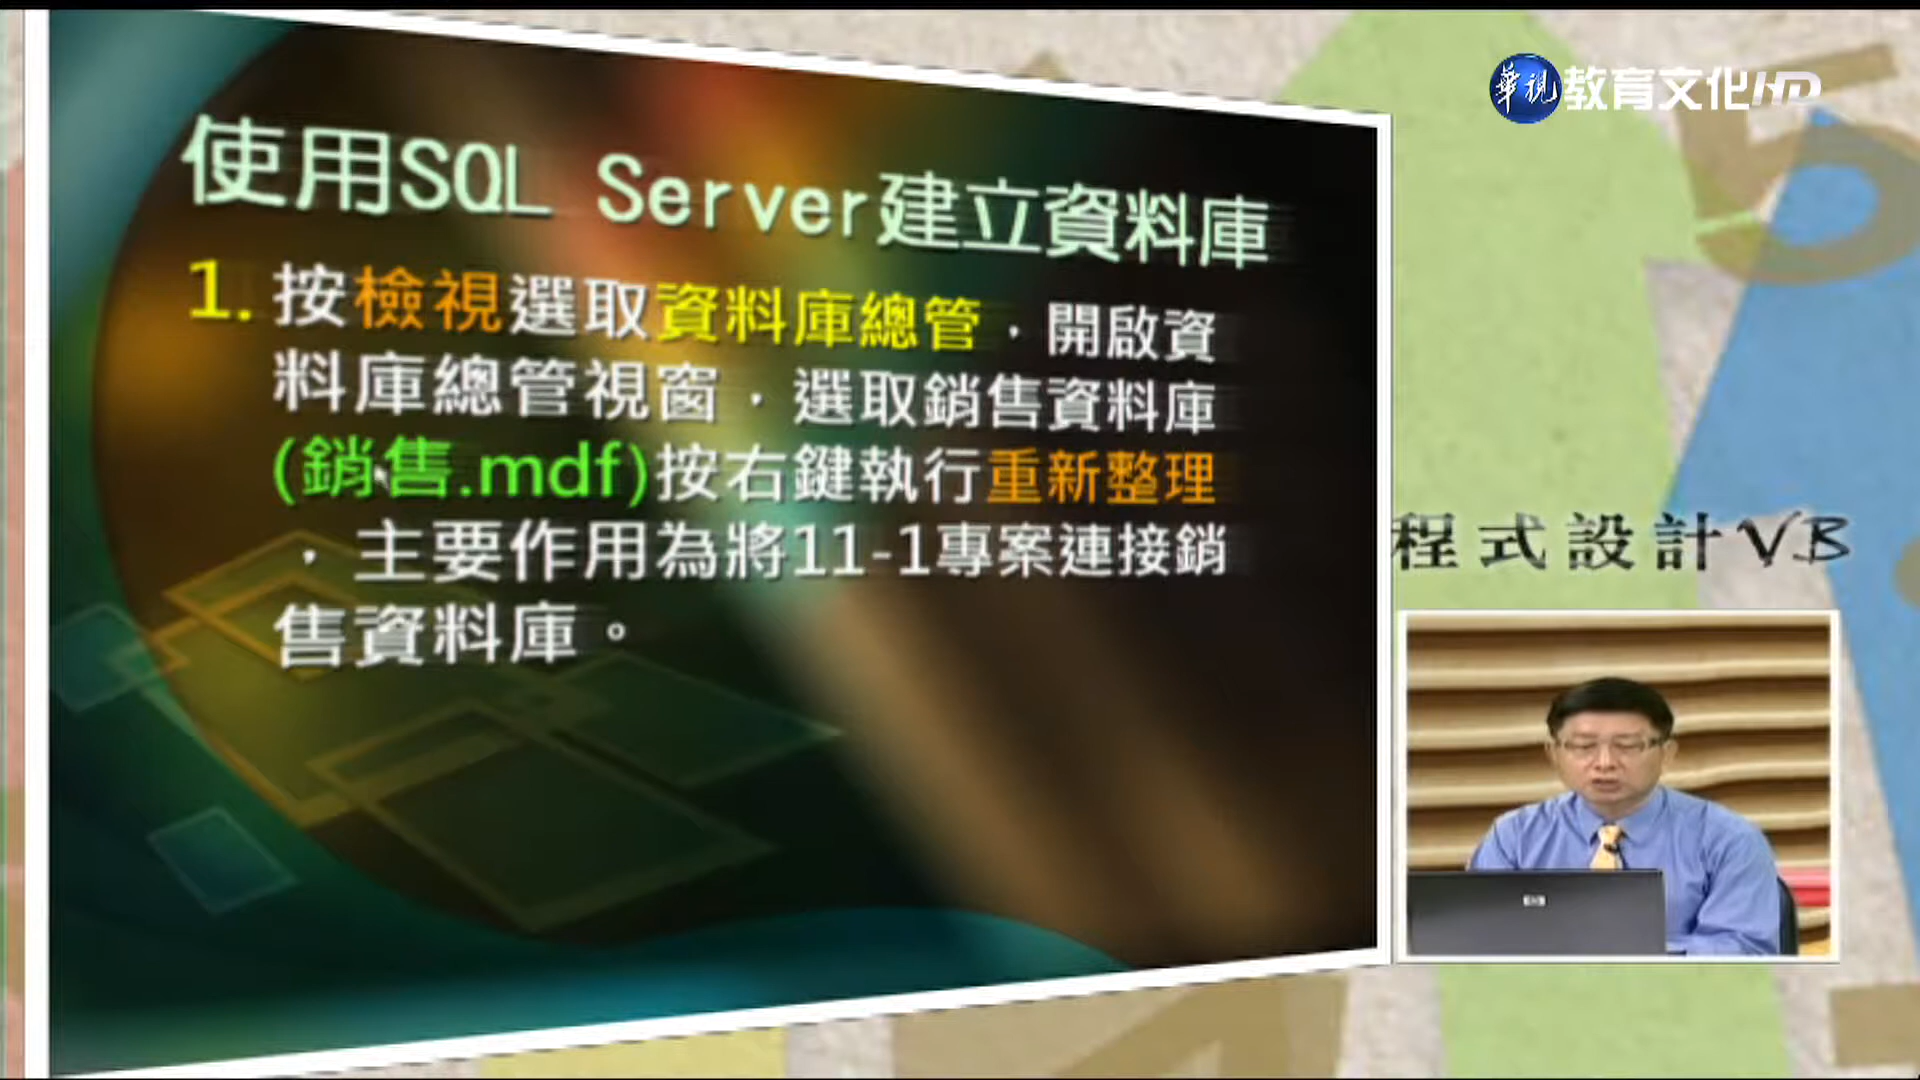 華視 教育文化HD
使用SQL Server建立資料庫
1. 按檢視選取資料庫總管，開啟資
料庫總管視窗，選取銷售資料庫
(銷售.mdf)按右鍵執行重新整理
，主要作用為將11-1專案連接銷
售資料庫。
程式設計VB